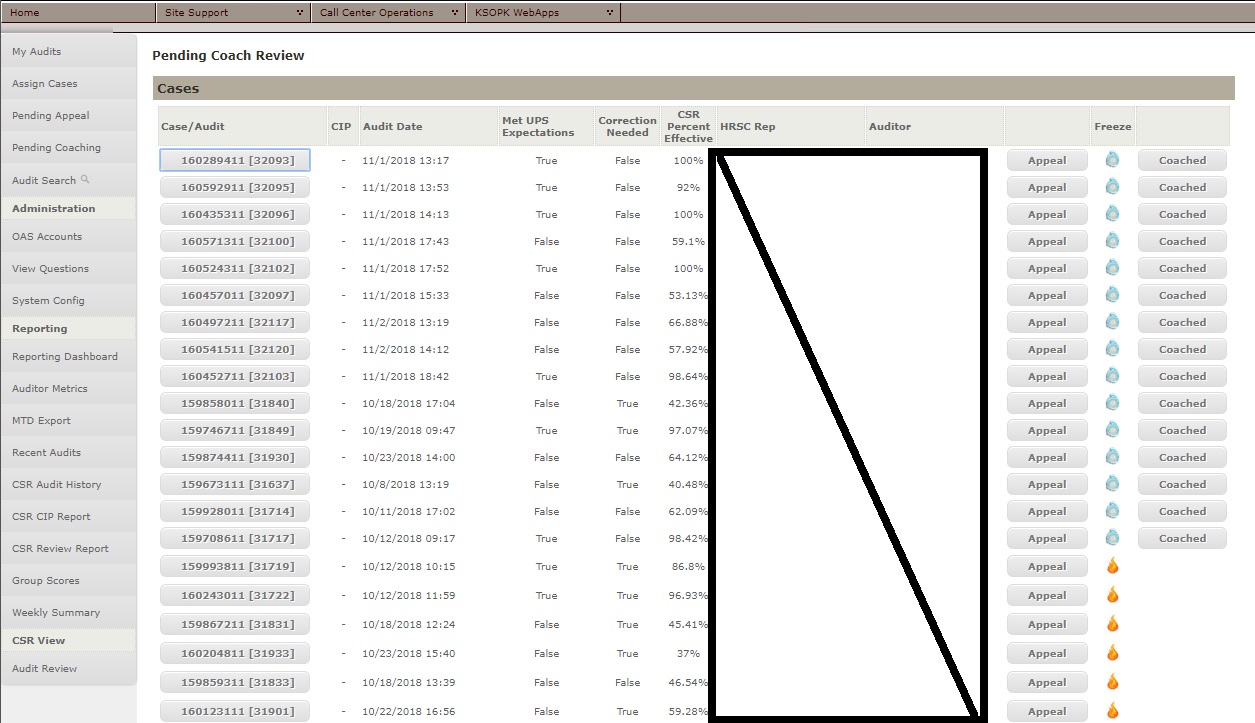 Home Site Support Call Center Operations KSOPK WebApps
My Audits
Assign Cases
Pending Appeal
Pending Coaching
Audit Search
Administration
OAS Accounts
View Questions
System Config
Reporting
Reporting Dashboard
Auditor Metrics
MTD Export
Recent Audits
CSR Audit History
CSR CIP Report
CSR Review Report
Group Scores
Weekly Summary
CSR View
Audit Review
Pending Coach Review
Cases
Case/Audit CIP Audit Date Met UPS Expectations Correction Needed CSR Percent Effective HRSC Rep Auditor Freeze
160289411 [32093] - 11/1/2018 13:17 True False 100% Appeal Coached
160592911 [32095] - 11/1/2018 13:53 True False 92% Appeal Coached
160435311 [32096] - 11/1/2018 14:13 True False 100% Appeal Coached
160571311 [32100] - 11/1/2018 17:43 False False 59.1% Appeal Coached
160524311 [32102] - 11/1/2018 17:52 True False 100% Appeal Coached
160457011 [32097] - 11/1/2018 15:33 False False 53.13% Appeal Coached
160497211 [32117] - 11/2/2018 13:19 False False 66.88% Appeal Coached
160541511 [32120] - 11/2/2018 14:12 False False 57.92% Appeal Coached
160452711 [32103] - 11/1/2018 18:42 True False 98.64% Appeal Coached
159858011 [31840] - 10/18/2018 17:04 False True 42.36% Appeal Coached
159746711 [31849] - 10/19/2018 09:47 False True 97.07% Appeal Coached
159874411 [31930] - 10/23/2018 14:00 False False 64.12% Appeal Coached
159673111 [31637] - 10/8/2018 13:19 False True 40.48% Appeal Coached
159928011 [31714] - 10/11/2018 17:02 False False 62.09% Appeal Coached
159708611 [31717] - 10/12/2018 09:17 True True 98.42% Appeal Coached
159993811 [31719] - 10/12/2018 10:15 True True 86.8% Appeal
160243011 [31722] - 10/12/2018 11:59 True True 96.93% Appeal
159867211 [31831] - 10/18/2018 12:24 False True 45.41% Appeal
160204811 [31933] - 10/23/2018 15:40 False True 37% Appeal
159859311 [31833] - 10/18/2018 13:39 False False 46.54% Appeal
160123111 [31901] - 10/22/2018 16:56 False True 59.28% Appeal